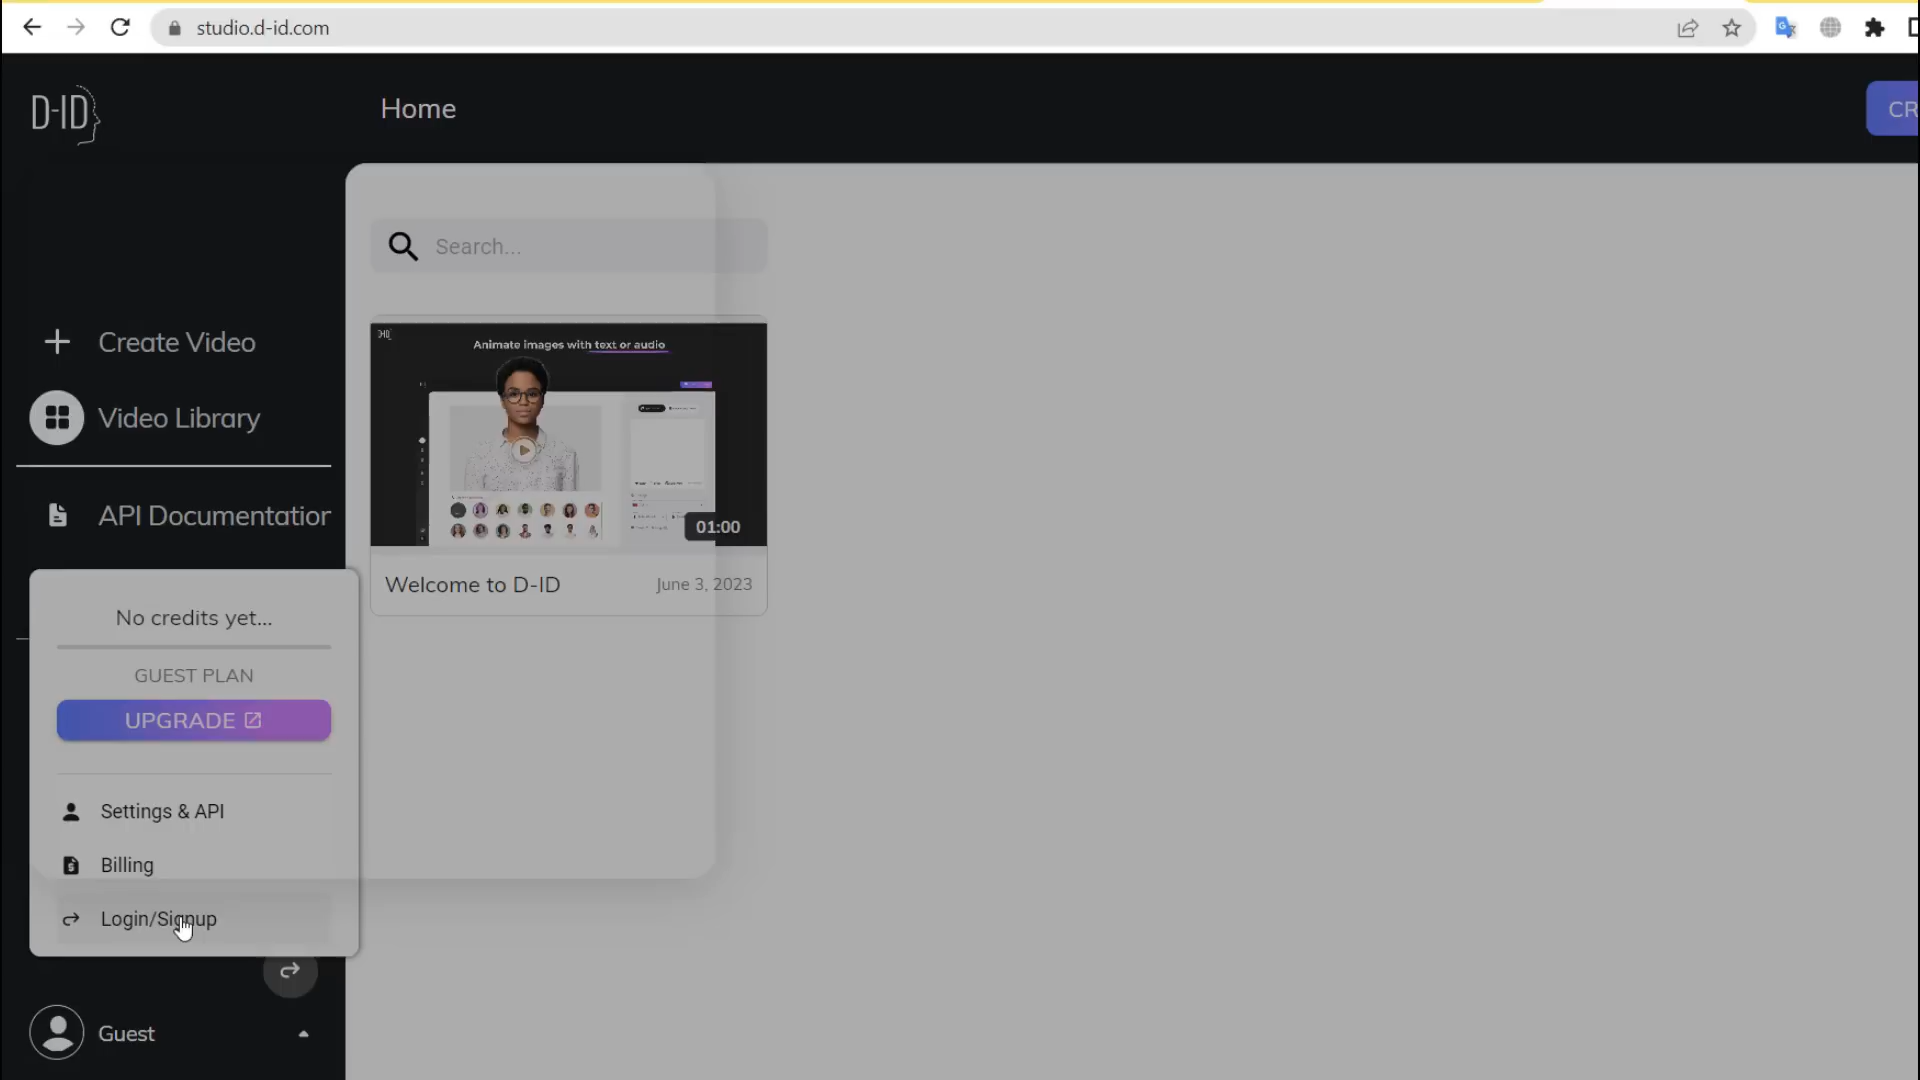 studio.d-id.com
D-ID
Home
CR
Search...
Create Video
Video Library
API Documentation
Animate images with text or audio
01:00
Welcome to D-ID
June 3, 2023
No credits yet...
GUEST PLAN
UPGRADE
Settings & API
Billing
Login/Signup
Guest